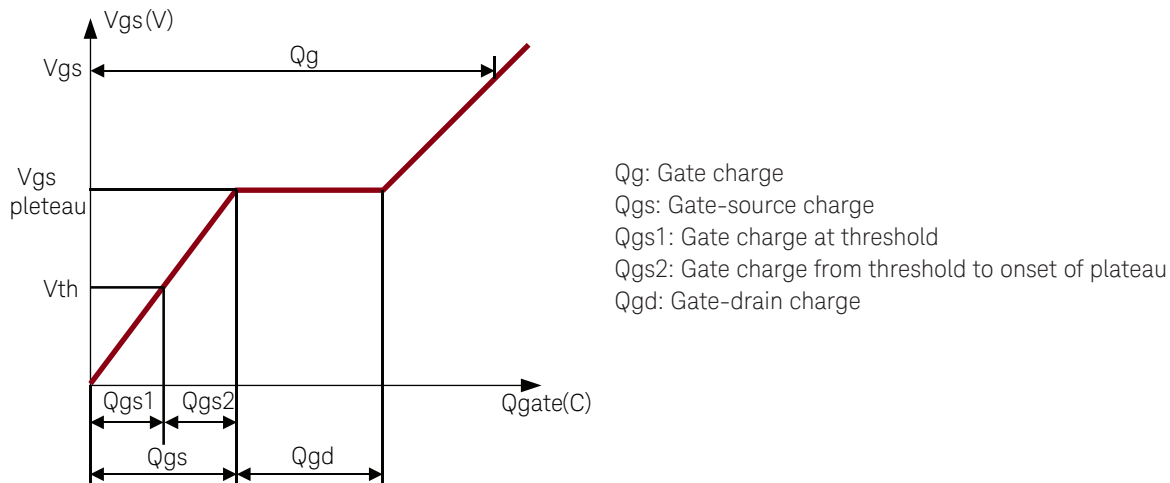 Vgs(V)
Vgs
Qg
Vgs
pleteau
Vth
Qgs1
Qgs2
Qgate(C)
Qgs
Qgd
Qg: Gate charge
Qgs: Gate-source charge
Qgs1: Gate charge at threshold
Qgs2: Gate charge from threshold to onset of plateau
Qgd: Gate-drain charge